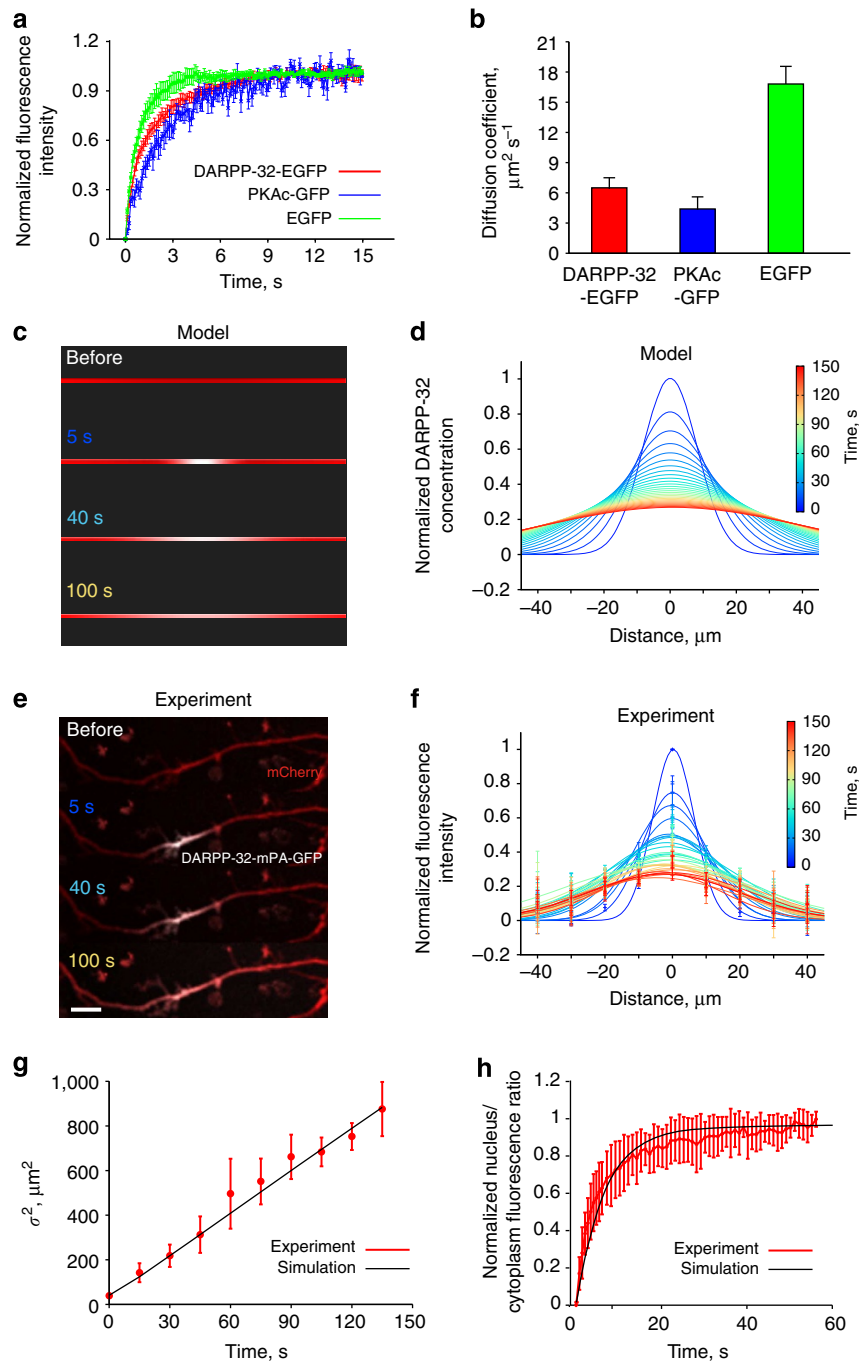 a
Normalized fluorescence
intensity
1.2
0.9
0.6
0.3
0
0 3 6 9 12 15
Time, s
DARPP-32-EGFP
PKAc-GFP
EGFP
b
Diffusion coefficient,
μm² s⁻¹
21
18
15
12
9
6
3
0
DARPP-32
-EGFP
PKAc
-GFP
EGFP
c
Model
Before
5 s
40 s
100 s
d
Model
Normalized DARPP-32
concentration
1
0.8
0.6
0.4
0.2
0
−0.2
−40 −20 0 20 40
Distance, μm
150
120
90
60
30
0
Time, s
e
Experiment
Before
mCherry
5 s
DARPP-32-mPA-GFP
40 s
100 s
f
Experiment
Normalized fluorescence
intensity
1
0.8
0.6
0.4
0.2
0
−0.2
−40 −20 0 20 40
Distance, μm
150
120
90
60
30
0
Time, s
g
σ², μm²
1,000
800
600
400
200
0
0 30 60 90 120 150
Time, s
Experiment
Simulation
h
Normalized nucleus/
cytoplasm fluorescence ratio
1.2
1
0.8
0.6
0.4
0.2
0
0 20 40 60
Time, s
Experiment
Simulation